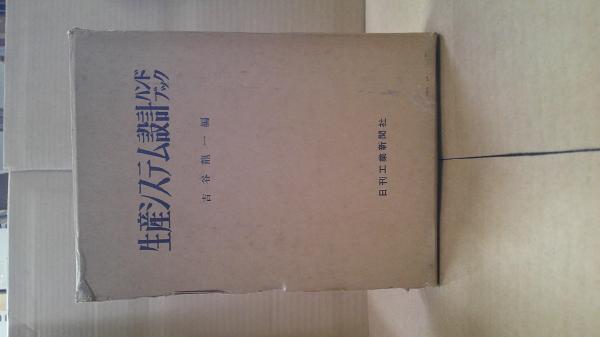 生産システム設計ハンドブック
吉谷龍一編
日刊工業新聞社